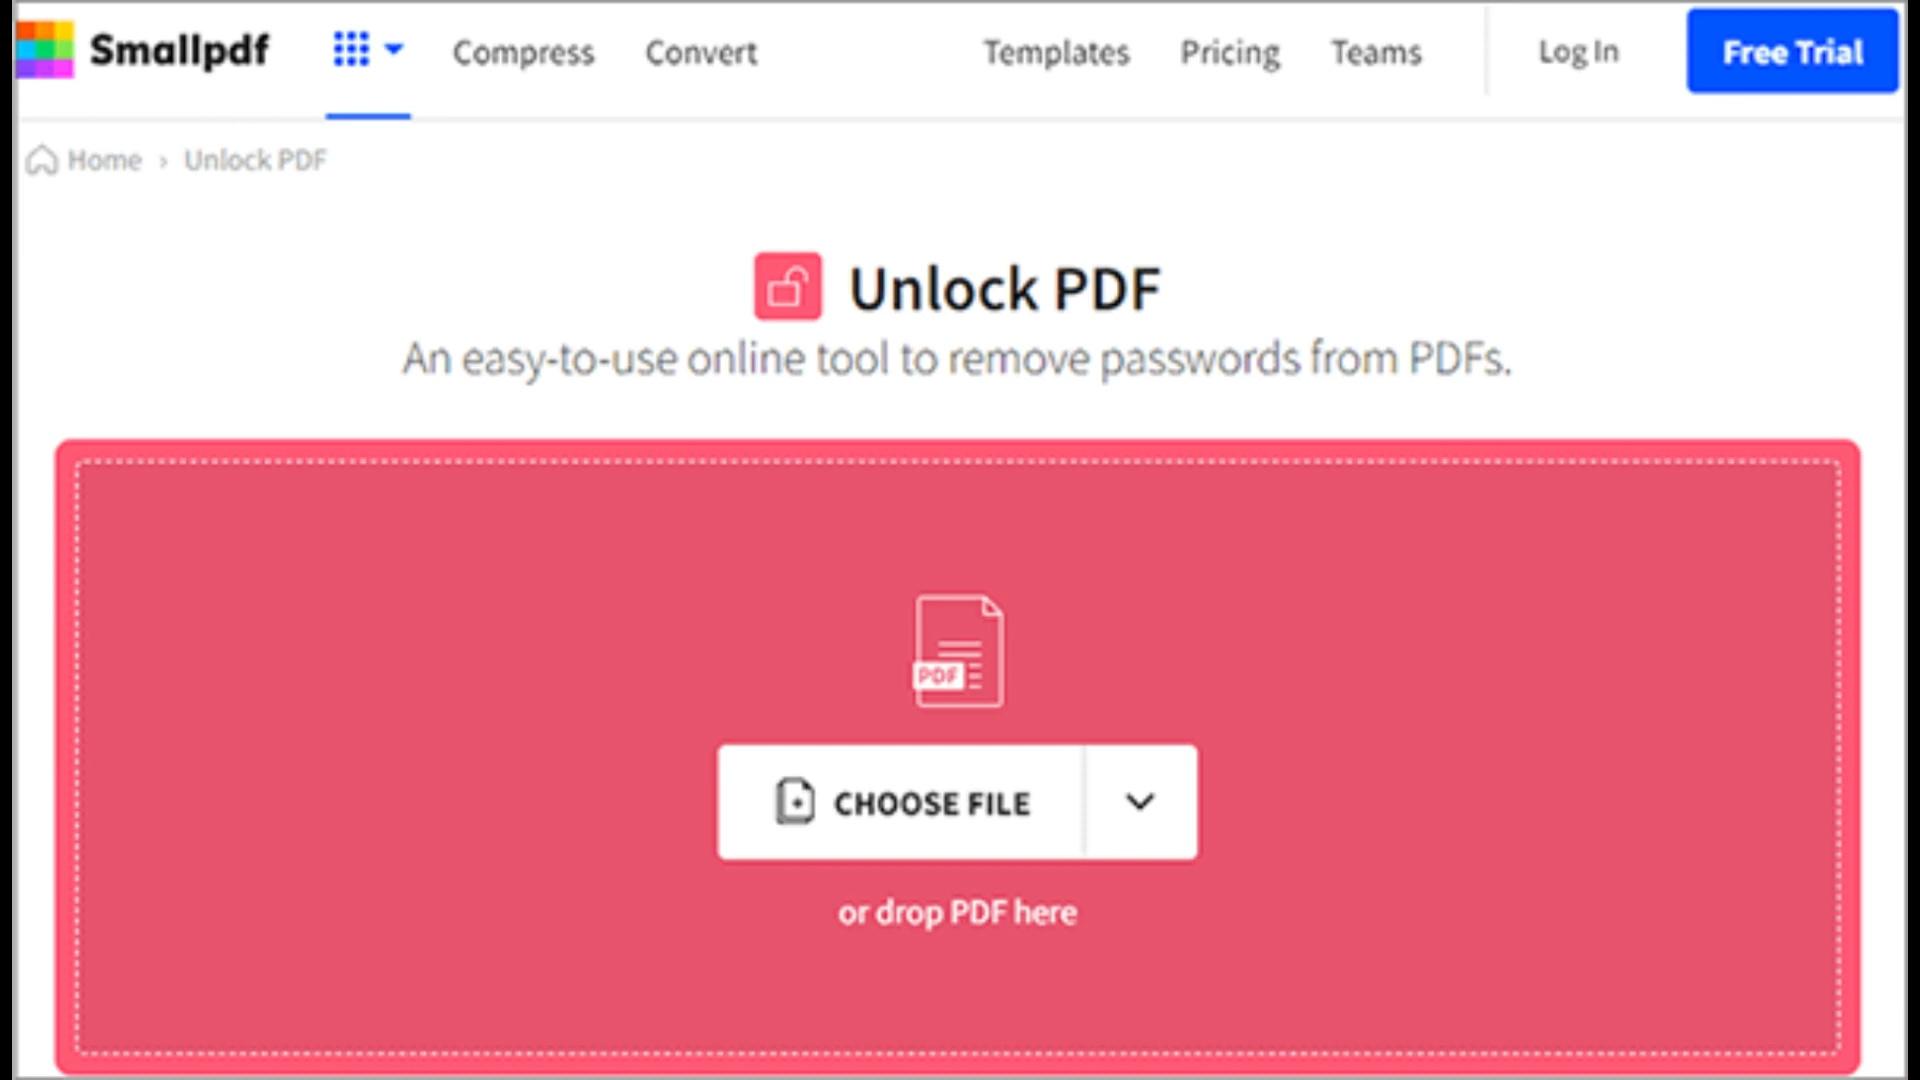 Smallpdf Compress Convert Templates Pricing Teams Log In Free Trial
Home › Unlock PDF
Unlock PDF
An easy-to-use online tool to remove passwords from PDFs.
PDF
CHOOSE FILE
or drop PDF here